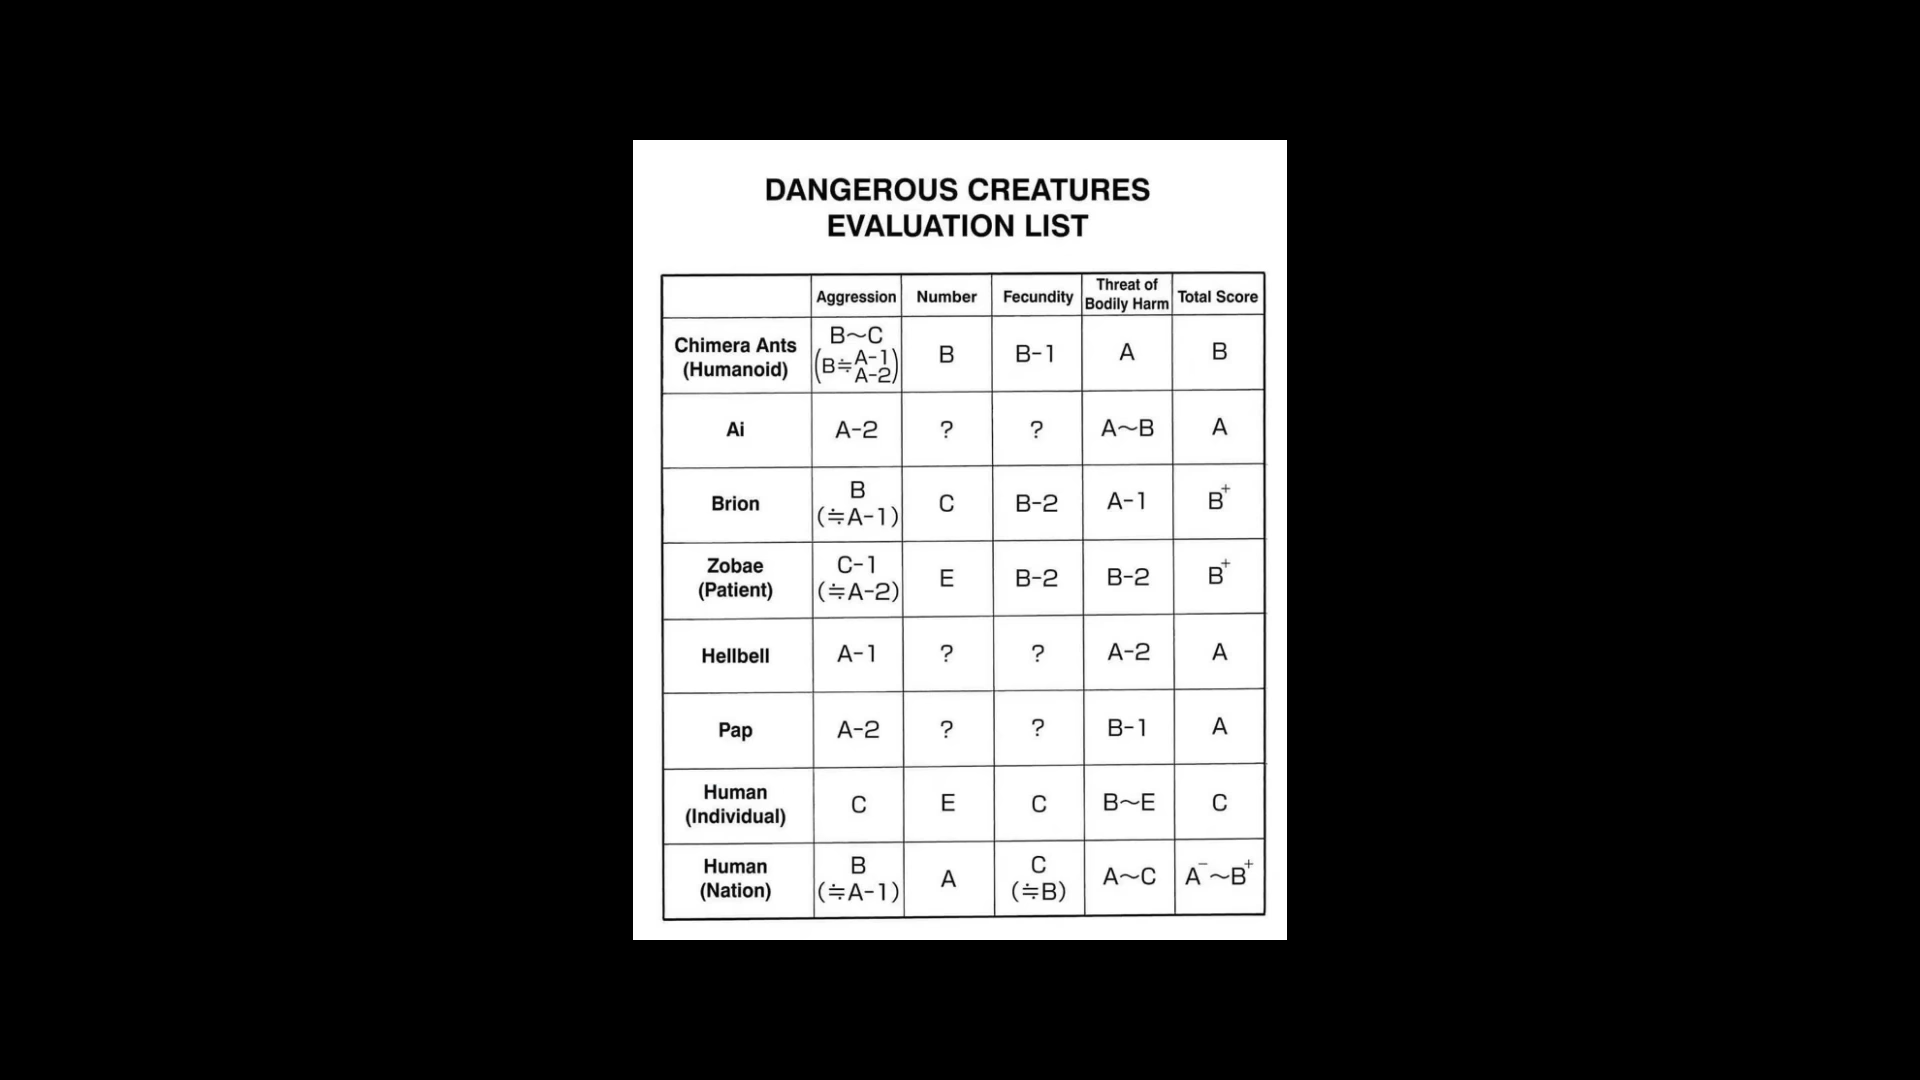 DANGEROUS CREATURES
EVALUATION LIST
Aggression Number Fecundity Threat of Bodily Harm Total Score
Chimera Ants (Humanoid) B~C (B≒A-1 A-2) B B-1 A B
Ai A-2 ? ? A~B A
Brion B (≒A-1) C B-2 A-1 B+
Zobae (Patient) C-1 (≒A-2) E B-2 B-2 B+
Hellbell A-1 ? ? A-2 A
Pap A-2 ? ? B-1 A
Human (Individual) C E C B~E C
Human (Nation) B (≒A-1) A C (≒B) A~C A-~B+